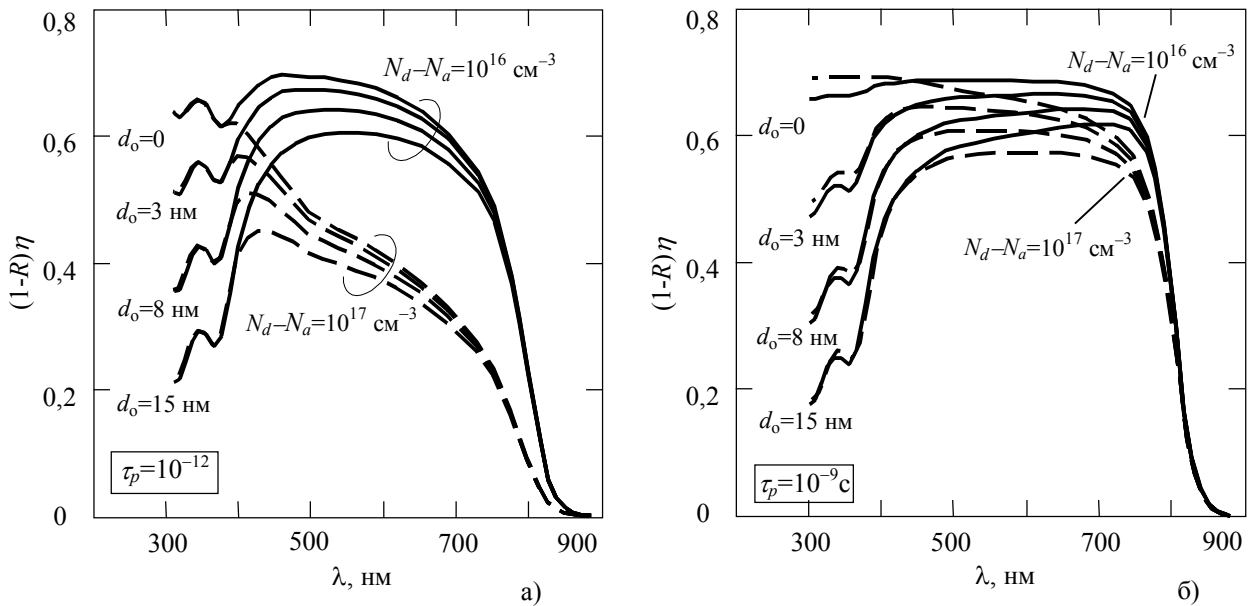 0,8
0,6
0,4
0,2
0
(1-R)η
N_d–N_a=10^16 см^–3
d_o=0
d_o=3 нм
d_o=8 нм
d_o=15 нм
N_d–N_a=10^17 см^–3
τ_p=10^–12
300 500 700 900
λ, нм
а)
0,8
0,6
0,4
0,2
0
(1-R)η
N_d–N_a=10^16 см^–3
d_o=0
d_o=3 нм
d_o=8 нм
d_o=15 нм
N_d–N_a=10^17 см^–3
τ_p=10^–9с
300 500 700 900
λ, нм
б)